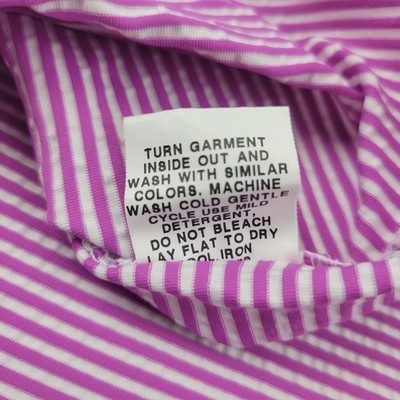 TURN GARMENT
INSIDE OUT AND
WASH WITH SIMILAR
COLORS. MACHINE
WASH COLD GENTLE
CYCLE USE MILD
DETERGENT.
DO NOT BLEACH
LAY FLAT TO DRY
IRON